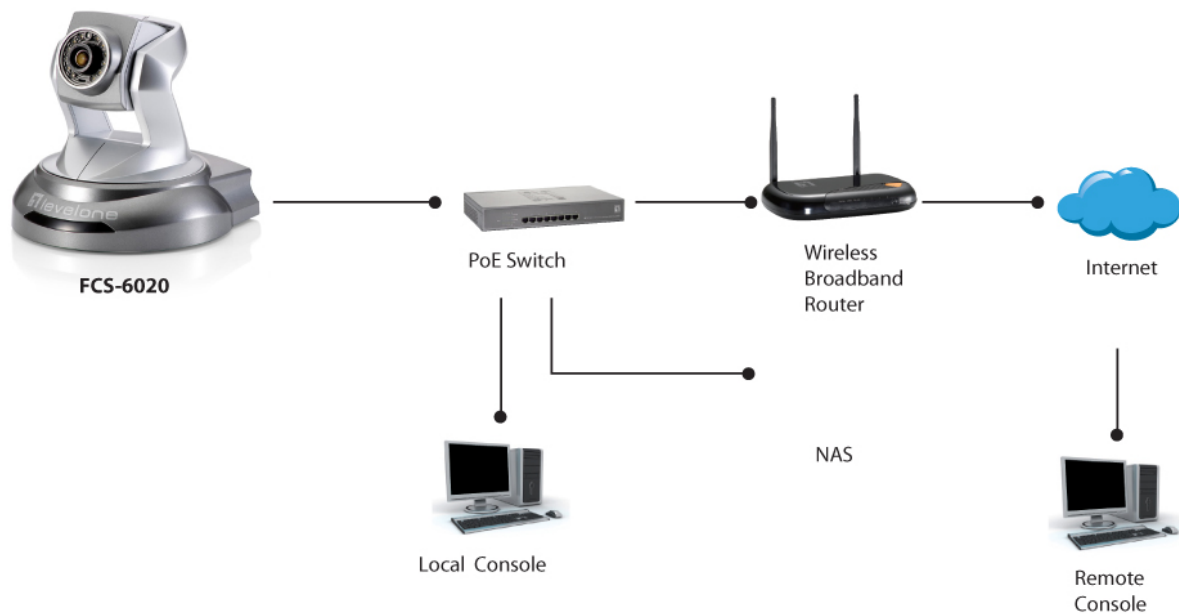 levelone
FCS-6020
PoE Switch
Wireless
Broadband
Router
Internet
NAS
Local Console
Remote
Console